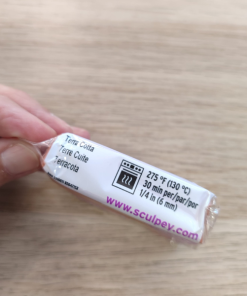 Terra Cotta
Terre Cuite
Terracota
275 °F (130 °C)
30 min per/par/por
1/4 in (6 mm)
www.sculpey.com